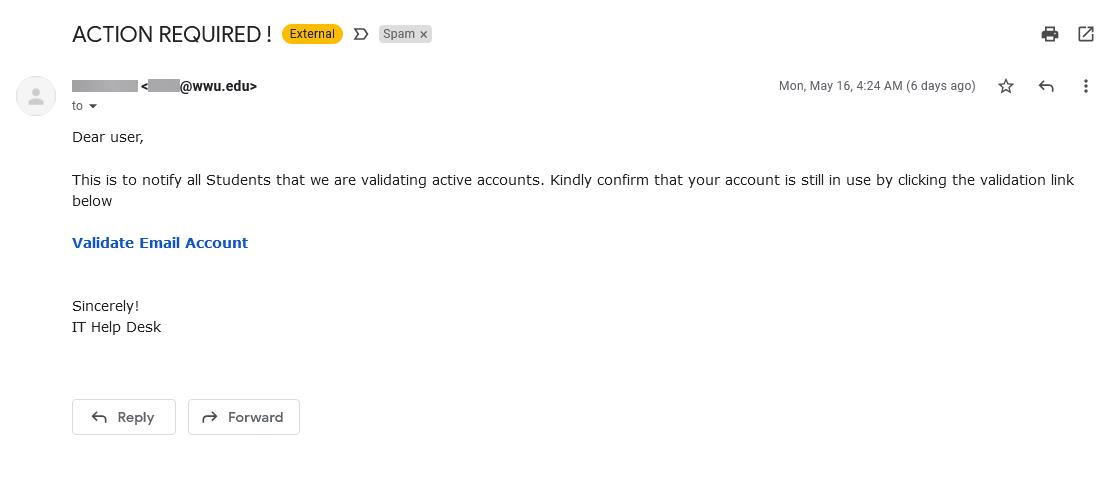 ACTION REQUIRED ! External Spam ×
< @wwu.edu> Mon, May 16, 4:24 AM (6 days ago)
to
Dear user,
This is to notify all Students that we are validating active accounts. Kindly confirm that your account is still in use by clicking the validation link
below
Validate Email Account
Sincerely!
IT Help Desk
Reply Forward